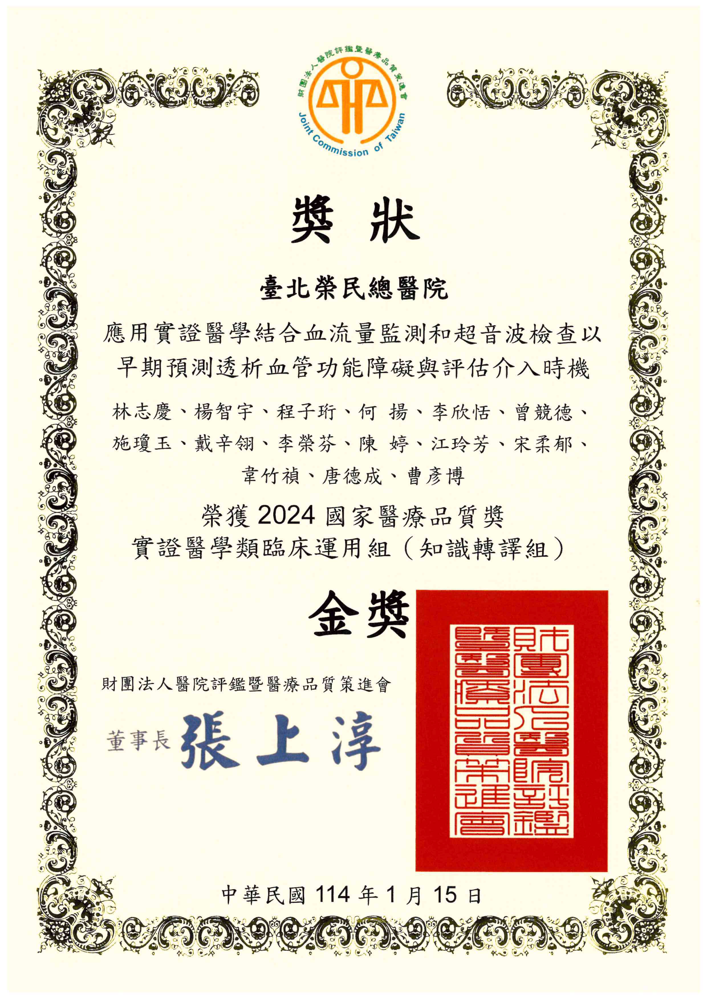 財團法人醫院評鑑暨醫療品質策進會
Joint Commission of Taiwan
獎 狀
臺北榮民總醫院
應用實證醫學結合血流量監測和超音波檢查以
早期預測透析血管功能障礙與評估介入時機
林志慶、楊智宇、程子珩、何 揚、李欣恬、曾競德、
施瓊玉、戴辛翎、李榮芬、陳 婷、江玲芳、宋柔郁、
韋竹禎、唐德成、曹彥博
榮獲 2024 國家醫療品質獎
實證醫學類臨床運用組（知識轉譯組）
金獎
財團法人醫院評鑑暨醫療品質策進會
董事長 張上淳
財團法人醫院評鑑
暨醫療品質策進會
中華民國 114 年 1 月 15 日